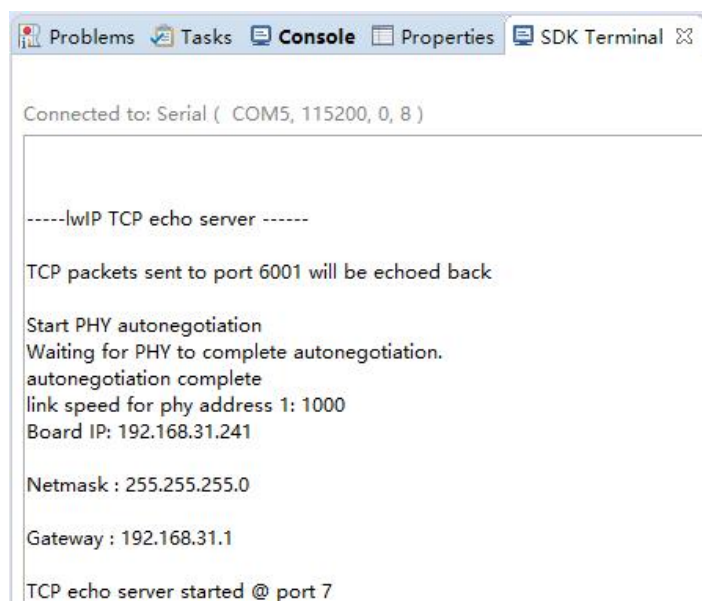 Problems Tasks Console Properties SDK Terminal
Connected to: Serial ( COM5, 115200, 0, 8 )
-----lwIP TCP echo server ------
TCP packets sent to port 6001 will be echoed back
Start PHY autonegotiation
Waiting for PHY to complete autonegotiation.
autonegotiation complete
link speed for phy address 1: 1000
Board IP: 192.168.31.241
Netmask : 255.255.255.0
Gateway : 192.168.31.1
TCP echo server started @ port 7